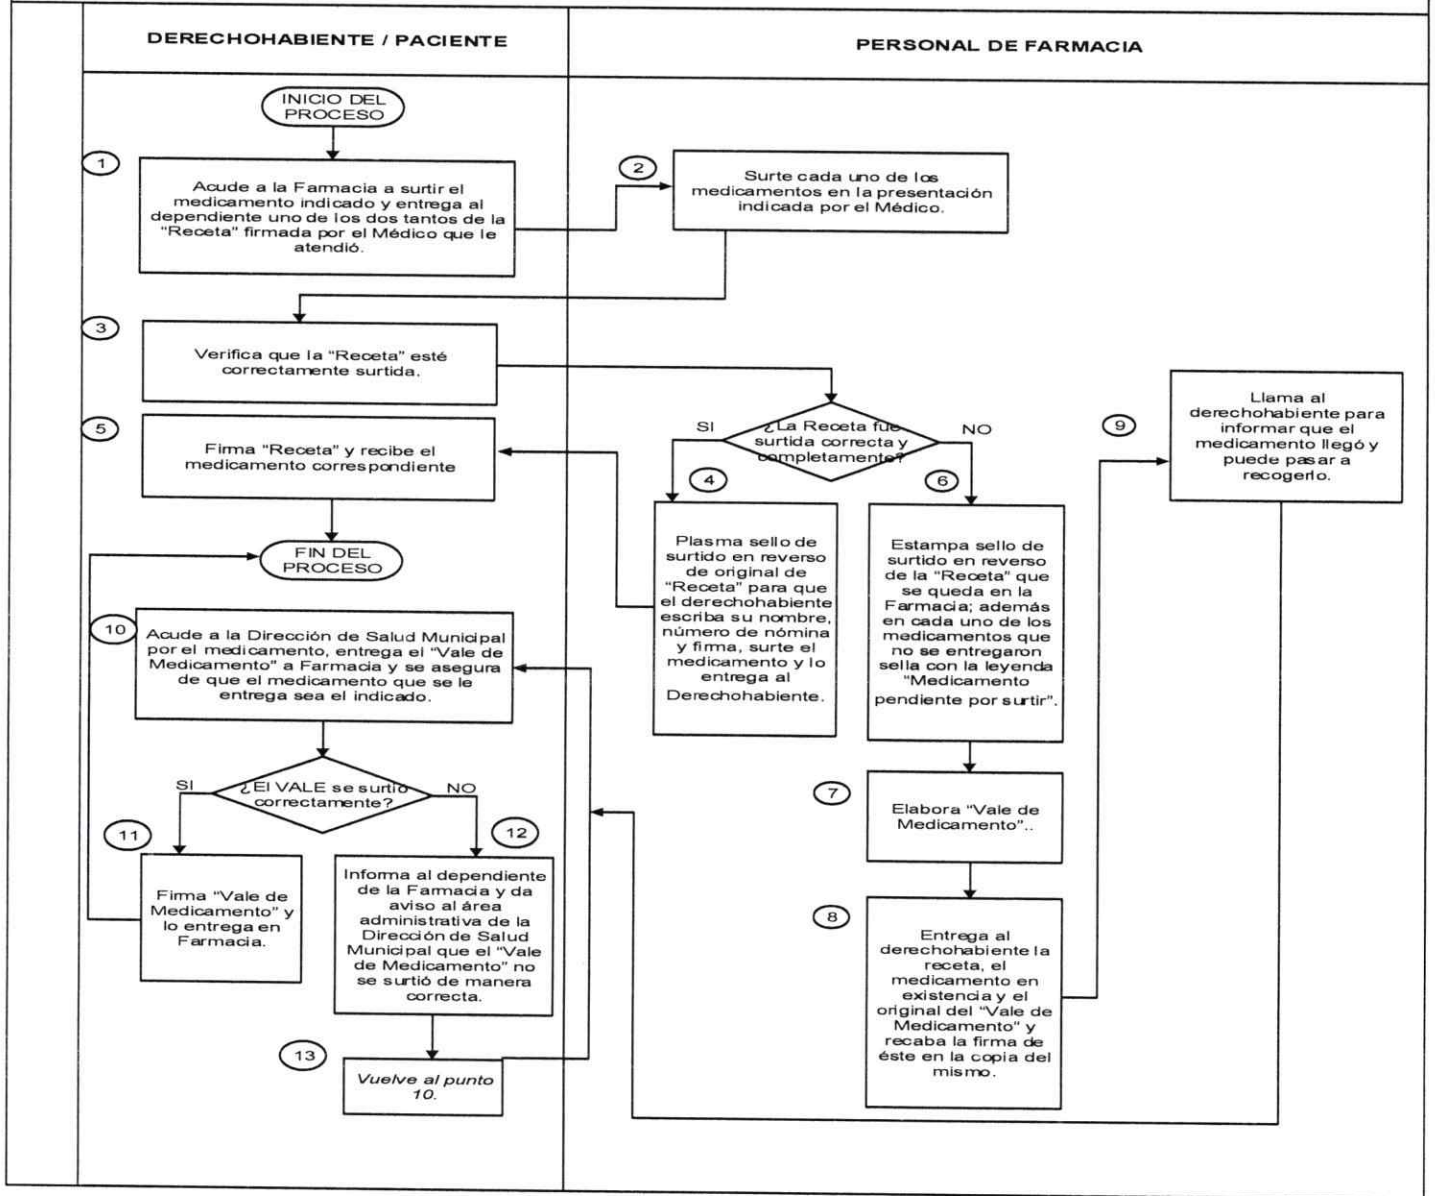 DERECHOHABIENTE / PACIENTE
PERSONAL DE FARMACIA
INICIO DEL
PROCESO
1
Acude a la Farmacia a surtir el
medicamento indicado y entrega al
dependiente uno de los dos tantos de la
"Receta" firmada por el Médico que le
atendió.
2
Surte cada uno de los
medicamentos en la presentación
indicada por el Médico.
3
Verifica que la "Receta" esté
correctamente surtida.
¿La Receta fue
surtida correcta y
completamente?
SI
NO
4
Plasma sello de
surtido en reverso
de original de
"Receta" para que
el derechohabiente
escriba su nombre,
número de nómina
y firma, surte el
medicamento y lo
entrega al
Derechohabiente.
5
Firma "Receta" y recibe el
medicamento correspondiente
FIN DEL
PROCESO
6
Estampa sello de
surtido en reverso
de la "Receta" que
se queda en la
Farmacia; además
en cada uno de los
medicamentos que
no se entregaron
sella con la leyenda
"Medicamento
pendiente por surtir".
7
Elabora "Vale de
Medicamento"..
8
Entrega al
derechohabiente la
receta, el
medicamento en
existencia y el
original del "Vale de
Medicamento" y
recaba la firma de
éste en la copia del
mismo.
9
Llama al
derechohabiente para
informar que el
medicamento llegó y
puede pasar a
recogerlo.
10
Acude a la Dirección de Salud Municipal
por el medicamento, entrega el "Vale de
Medicamento" a Farmacia y se asegura
de que el medicamento que se le
entrega sea el indicado.
¿El VALE se surtió
correctamente?
SI
NO
11
Firma "Vale de
Medicamento" y
lo entrega en
Farmacia.
12
Informa al dependiente
de la Farmacia y da
aviso al área
administrativa de la
Dirección de Salud
Municipal que el "Vale
de Medicamento" no
se surtió de manera
correcta.
13
Vuelve al punto
10.